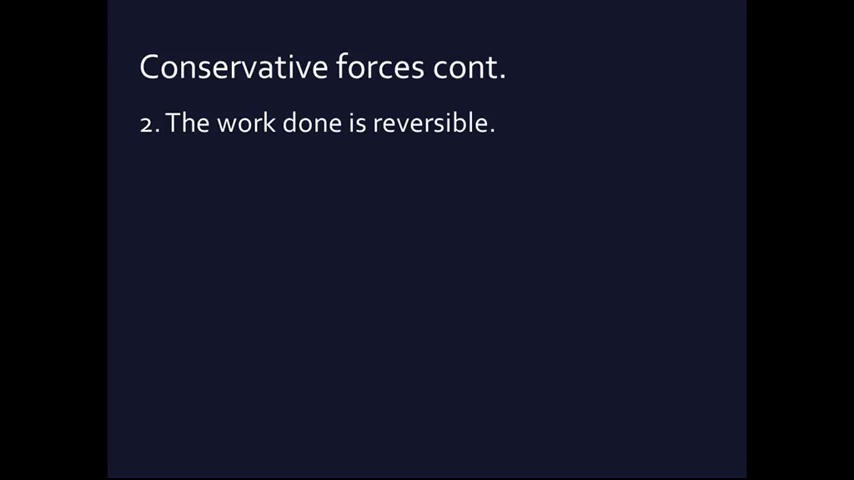 Conservative forces cont.
2. The work done is reversible.